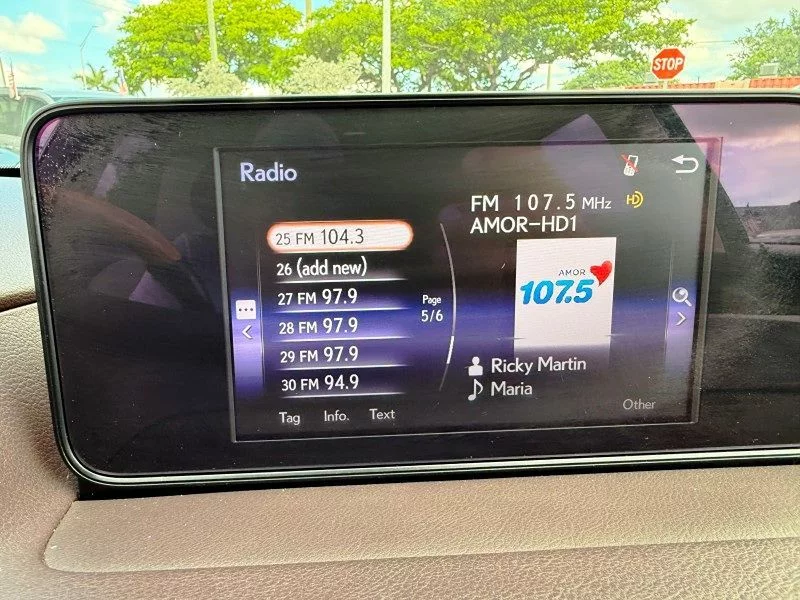 STOP
Radio
FM 107.5 MHz HD
AMOR-HD1
25 FM 104.3
26 (add new)
27 FM 97.9
28 FM 97.9
29 FM 97.9
30 FM 94.9
Page
5/6
AMOR
107.5
Ricky Martin
Maria
Tag Info. Text
Other